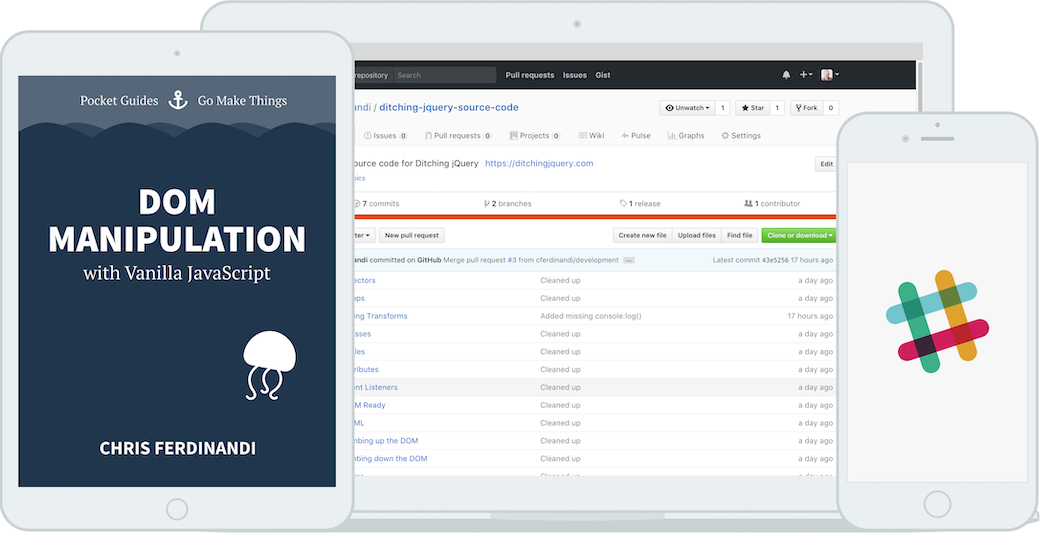 Pocket Guides Go Make Things
DOM
MANIPULATION
with Vanilla JavaScript
CHRIS FERDINANDI
repository Search Pull requests Issues Gist
andi / ditching-jquery-source-code
Unwatch 1 Star 1 Fork 0
Issues 0 Pull requests 0 Projects 0 Wiki Pulse Graphs Settings
ource code for Ditching jQuery https://ditchingjquery.com Edit
pics
7 commits 2 branches 1 release 1 contributor
ter New pull request Create new file Upload files Find file Clone or download
andi committed on GitHub Merge pull request #3 from cferdinandi/development ... Latest commit 43e5256 17 hours ago
ectors Cleaned up a day ago
ops Cleaned up a day ago
ing Transforms Added missing console.log() 17 hours ago
sses Cleaned up a day ago
les Cleaned up a day ago
ributes Cleaned up a day ago
nt Listeners Cleaned up a day ago
M Ready Cleaned up a day ago
ML Cleaned up a day ago
mbing up the DOM Cleaned up a day ago
mbing down the DOM Cleaned up a day ago